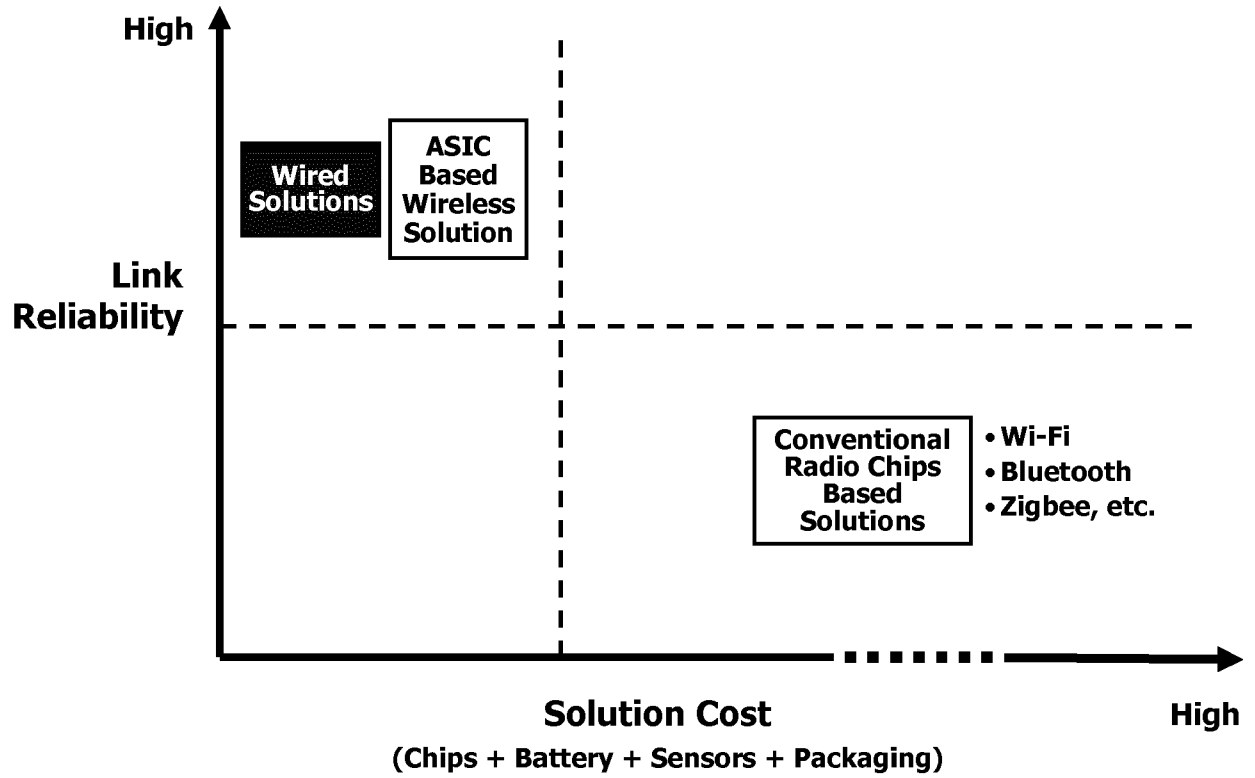 High
Wired
Solutions
ASIC
Based
Wireless
Solution
Link
Reliability
Conventional
Radio Chips
Based
Solutions
• Wi-Fi
• Bluetooth
• Zigbee, etc.
Solution Cost
High
(Chips + Battery + Sensors + Packaging)